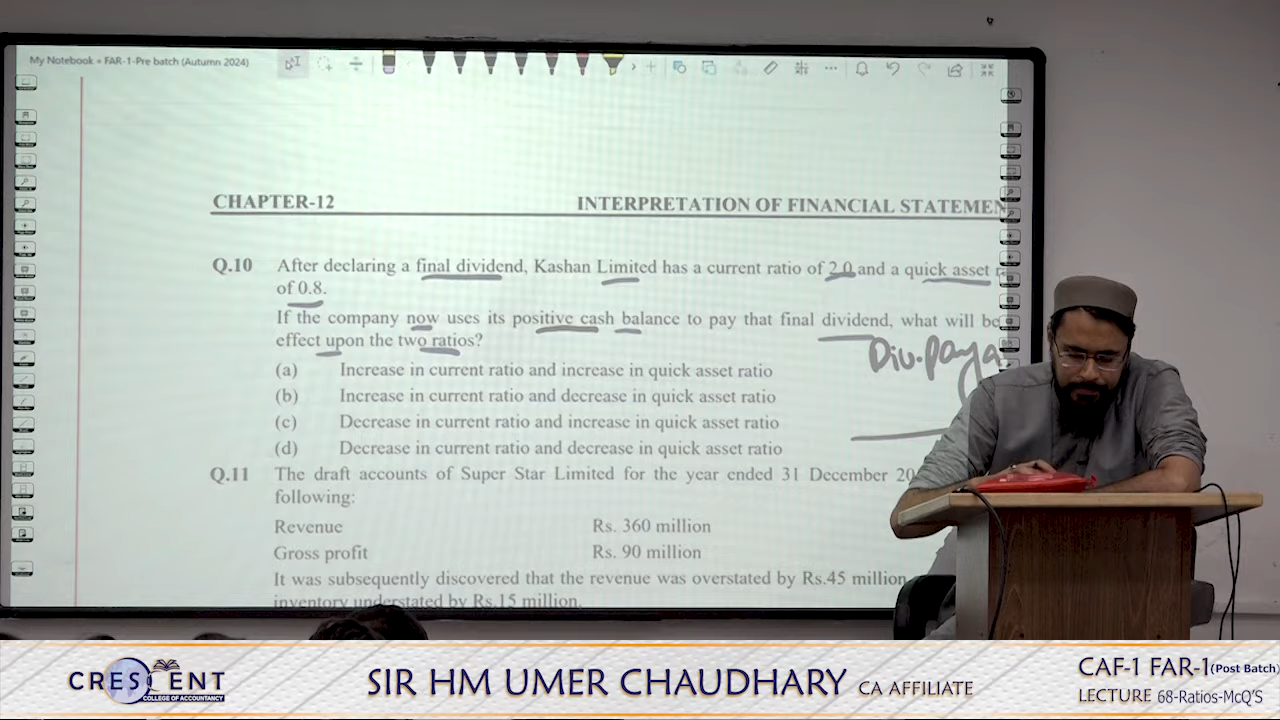 My Notebook « FAR-1-Pre batch (Autumn 2024)
CHAPTER-12 INTERPRETATION OF FINANCIAL STATEMEN
Q.10 After declaring a final dividend, Kashan Limited has a current ratio of 2.0 and a quick asset r
of 0.8.
If the company now uses its positive cash balance to pay that final dividend, what will be
effect upon the two ratios?
Div.paya
(a) Increase in current ratio and increase in quick asset ratio
(b) Increase in current ratio and decrease in quick asset ratio
(c) Decrease in current ratio and increase in quick asset ratio
(d) Decrease in current ratio and decrease in quick asset ratio
Q.11 The draft accounts of Super Star Limited for the year ended 31 December 20
following:
Revenue Rs. 360 million
Gross profit Rs. 90 million
It was subsequently discovered that the revenue was overstated by Rs.45 million
inventory understated by Rs.15 million.
CRESCENT
COLLEGE OF ACCOUNTANCY
SIR HM UMER CHAUDHARY CA AFFILIATE
CAF-1 FAR-1(Post Batch)
LECTURE 68-Ratios-McQ'S